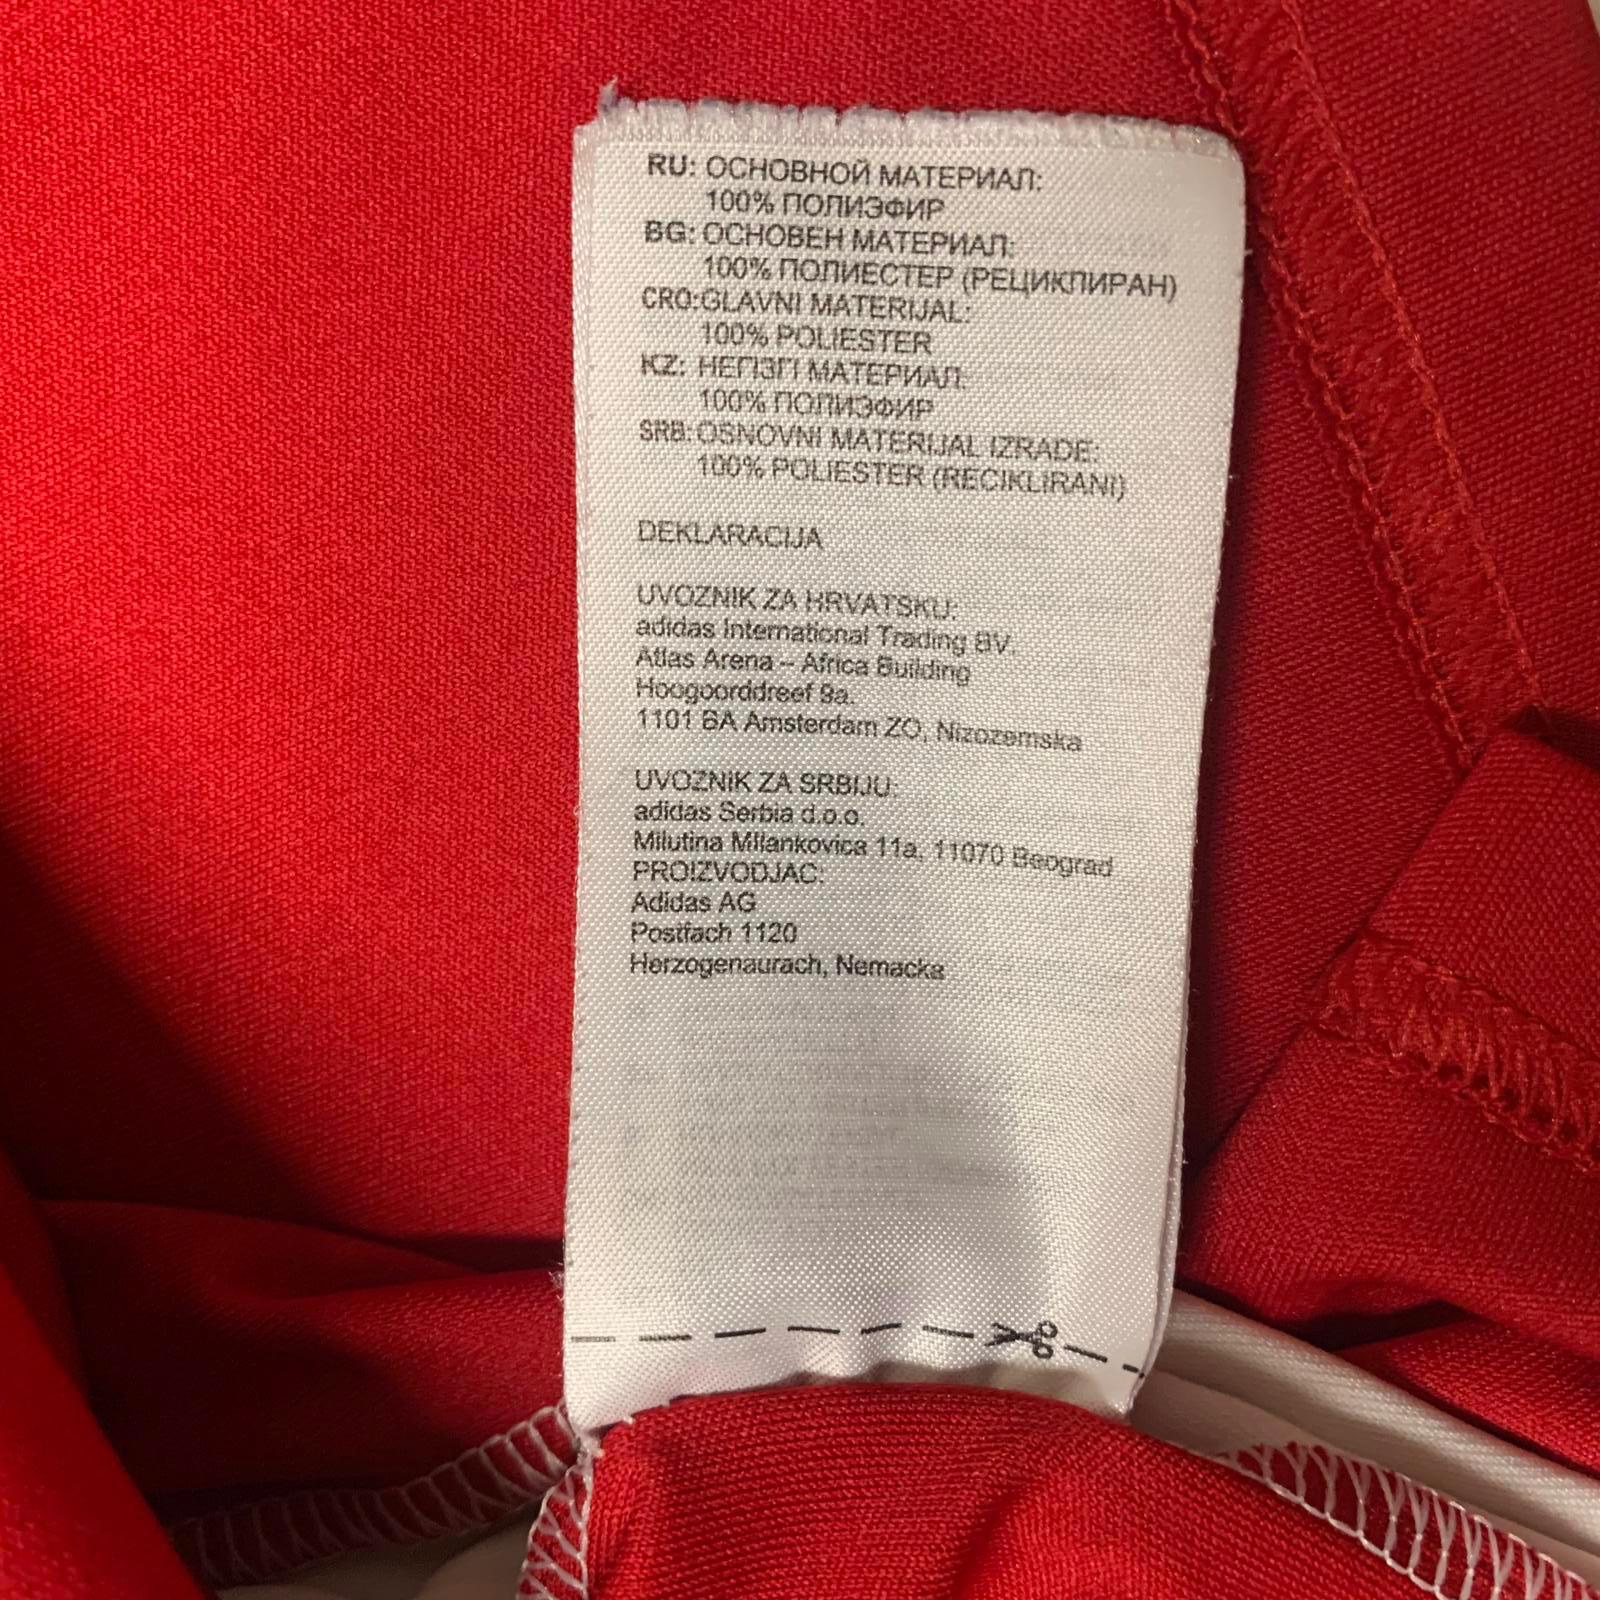 RU: ОСНОВНОЙ МАТЕРИАЛ:
100% ПОЛИЭФИР
BG: ОСНОВЕН МАТЕРИАЛ:
100% ПОЛИЕСТЕР (РЕЦИКЛИРАН)
CRO:GLAVNI MATERIJAL:
100% POLIESTER
KZ: НЕГІЗГІ МАТЕРИАЛ:
100% ПОЛИЭФИР
SRB: OSNOVNI MATERIJAL IZRADE:
100% POLIESTER (RECIKLIRANI)
DEKLARACIJA
UVOZNIK ZA HRVATSKU:
adidas International Trading BV.
Atlas Arena – Africa Building
Hoogoorddreef 9a.
1101 BA Amsterdam ZO, Nizozemska
UVOZNIK ZA SRBIJU:
adidas Serbia d.o.o.
Milutina Milankovica 11a, 11070 Beograd
PROIZVODJAC:
Adidas AG
Postfach 1120
Herzogenaurach, Nemacka